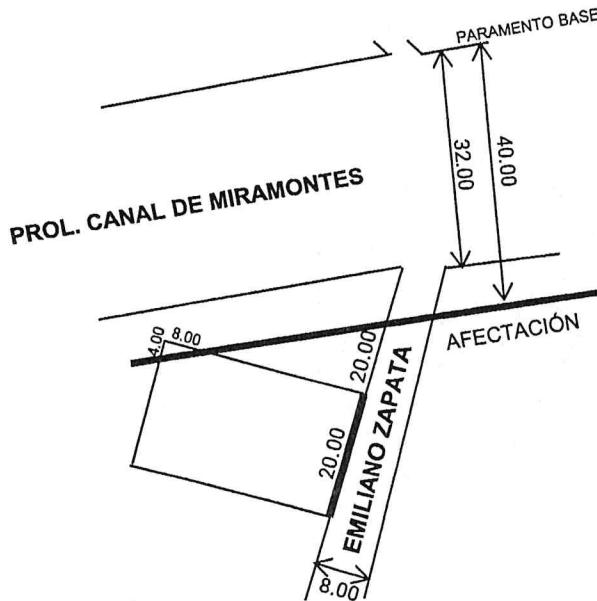 PARAMENTO BASE
32.00
40.00
PROL. CANAL DE MIRAMONTES
4.00
8.00
20.00
AFECTACIÓN
20.00
EMILIANO ZAPATA
8.00